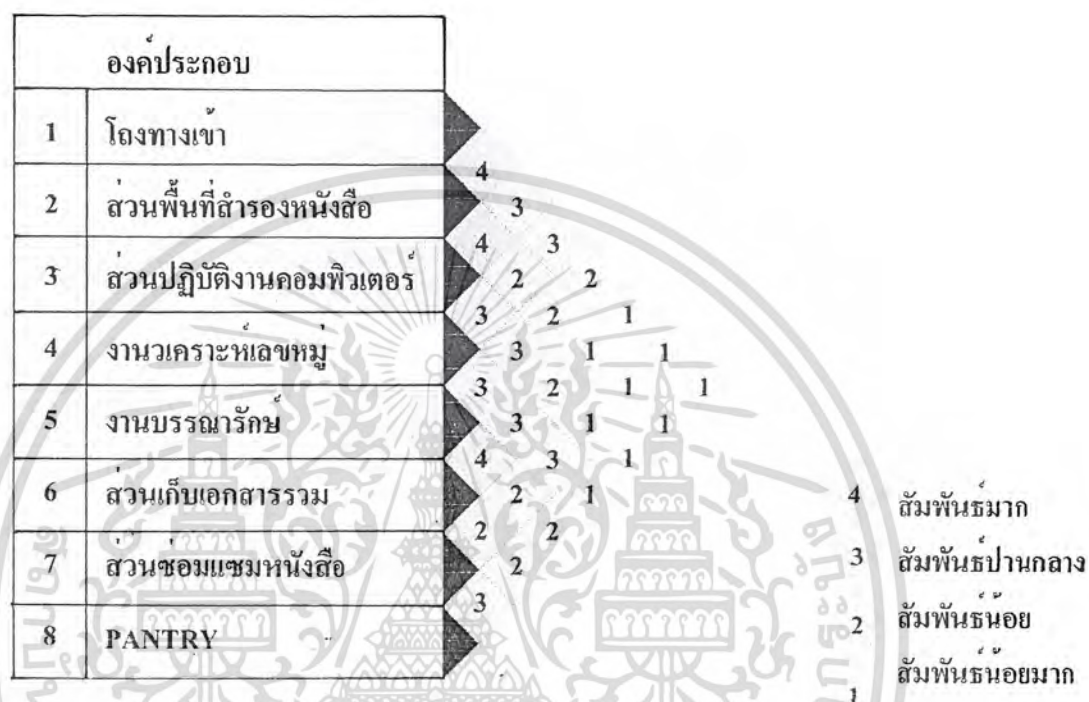 องค์ประกอบ
1 โถงทางเข้า
4
2 ส่วนพื้นที่สำรองหนังสือ 3
4 3
3 ส่วนปฏิบัติงานคอมพิวเตอร์ 2 2
3 2 1
4 งานวเคราะห์เลขหมู่ 3 1 1
3 2 1 1
5 งานบรรณารักษ์ 3 1 1
4 3 1
6 ส่วนเก็บเอกสารรวม 2 1
2 2
7 ส่วนซ่อมแซมหนังสือ 2
3
8 PANTRY
4 สัมพันธ์มาก
3 สัมพันธ์ปานกลาง
2 สัมพันธ์น้อย
1 สัมพันธ์น้อยมาก